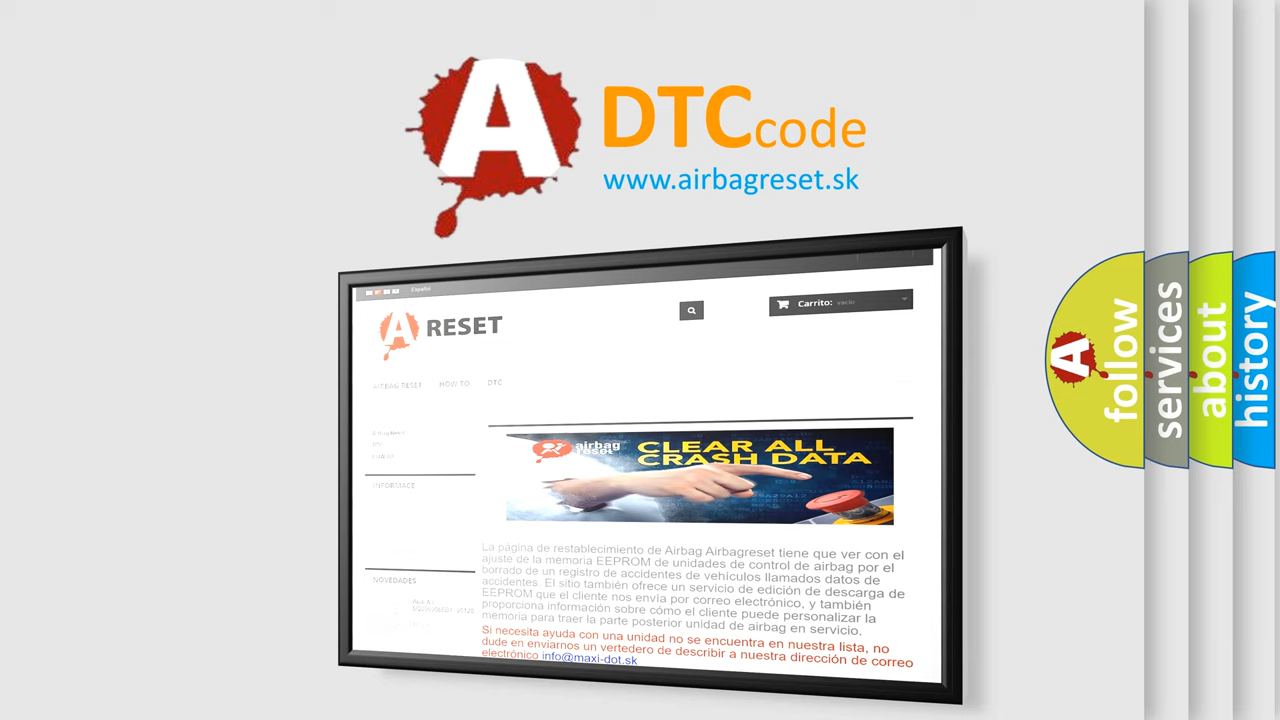 A
DTCcode
www.airbagreset.sk
Español
A RESET
Carrito: vacío
AIRBAG RESET HOW TO DTC
INFORMACE
NOVEDADES
airbag
reset
CLEAR ALL
CRASH DATA
La página de restablecimiento de Airbag Airbagreset tiene que ver con el
ajuste de la memoria EEPROM de unidades de control de airbag por el
borrado de un registro de accidentes de vehículos llamados datos de
accidentes. El sitio también ofrece un servicio de edición de descarga de
EEPROM que el cliente nos envía por correo electrónico, y también
proporciona información sobre cómo el cliente puede personalizar la
memoria para traer la parte posterior unidad de airbag en servicio.
Si necesita ayuda con una unidad no se encuentra en nuestra lista, no
dude en enviarnos un vertedero de describir a nuestra dirección de correo
electrónico info@maxi-dot.sk
A
follow
services
about
history